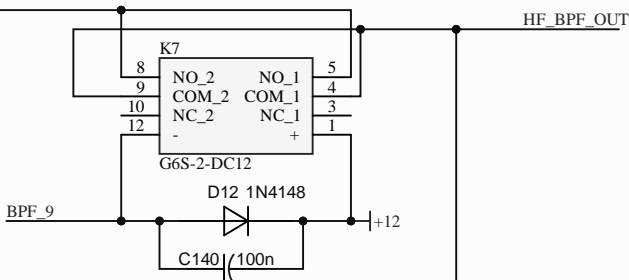 HF_BPF_OUT
K7
8 NO_2 NO_1 5
9 COM_2 COM_1 4
10 NC_2 NC_1 3
12 - + 1
G6S-2-DC12
D12 1N4148
BPF_9
+12
C140 100n